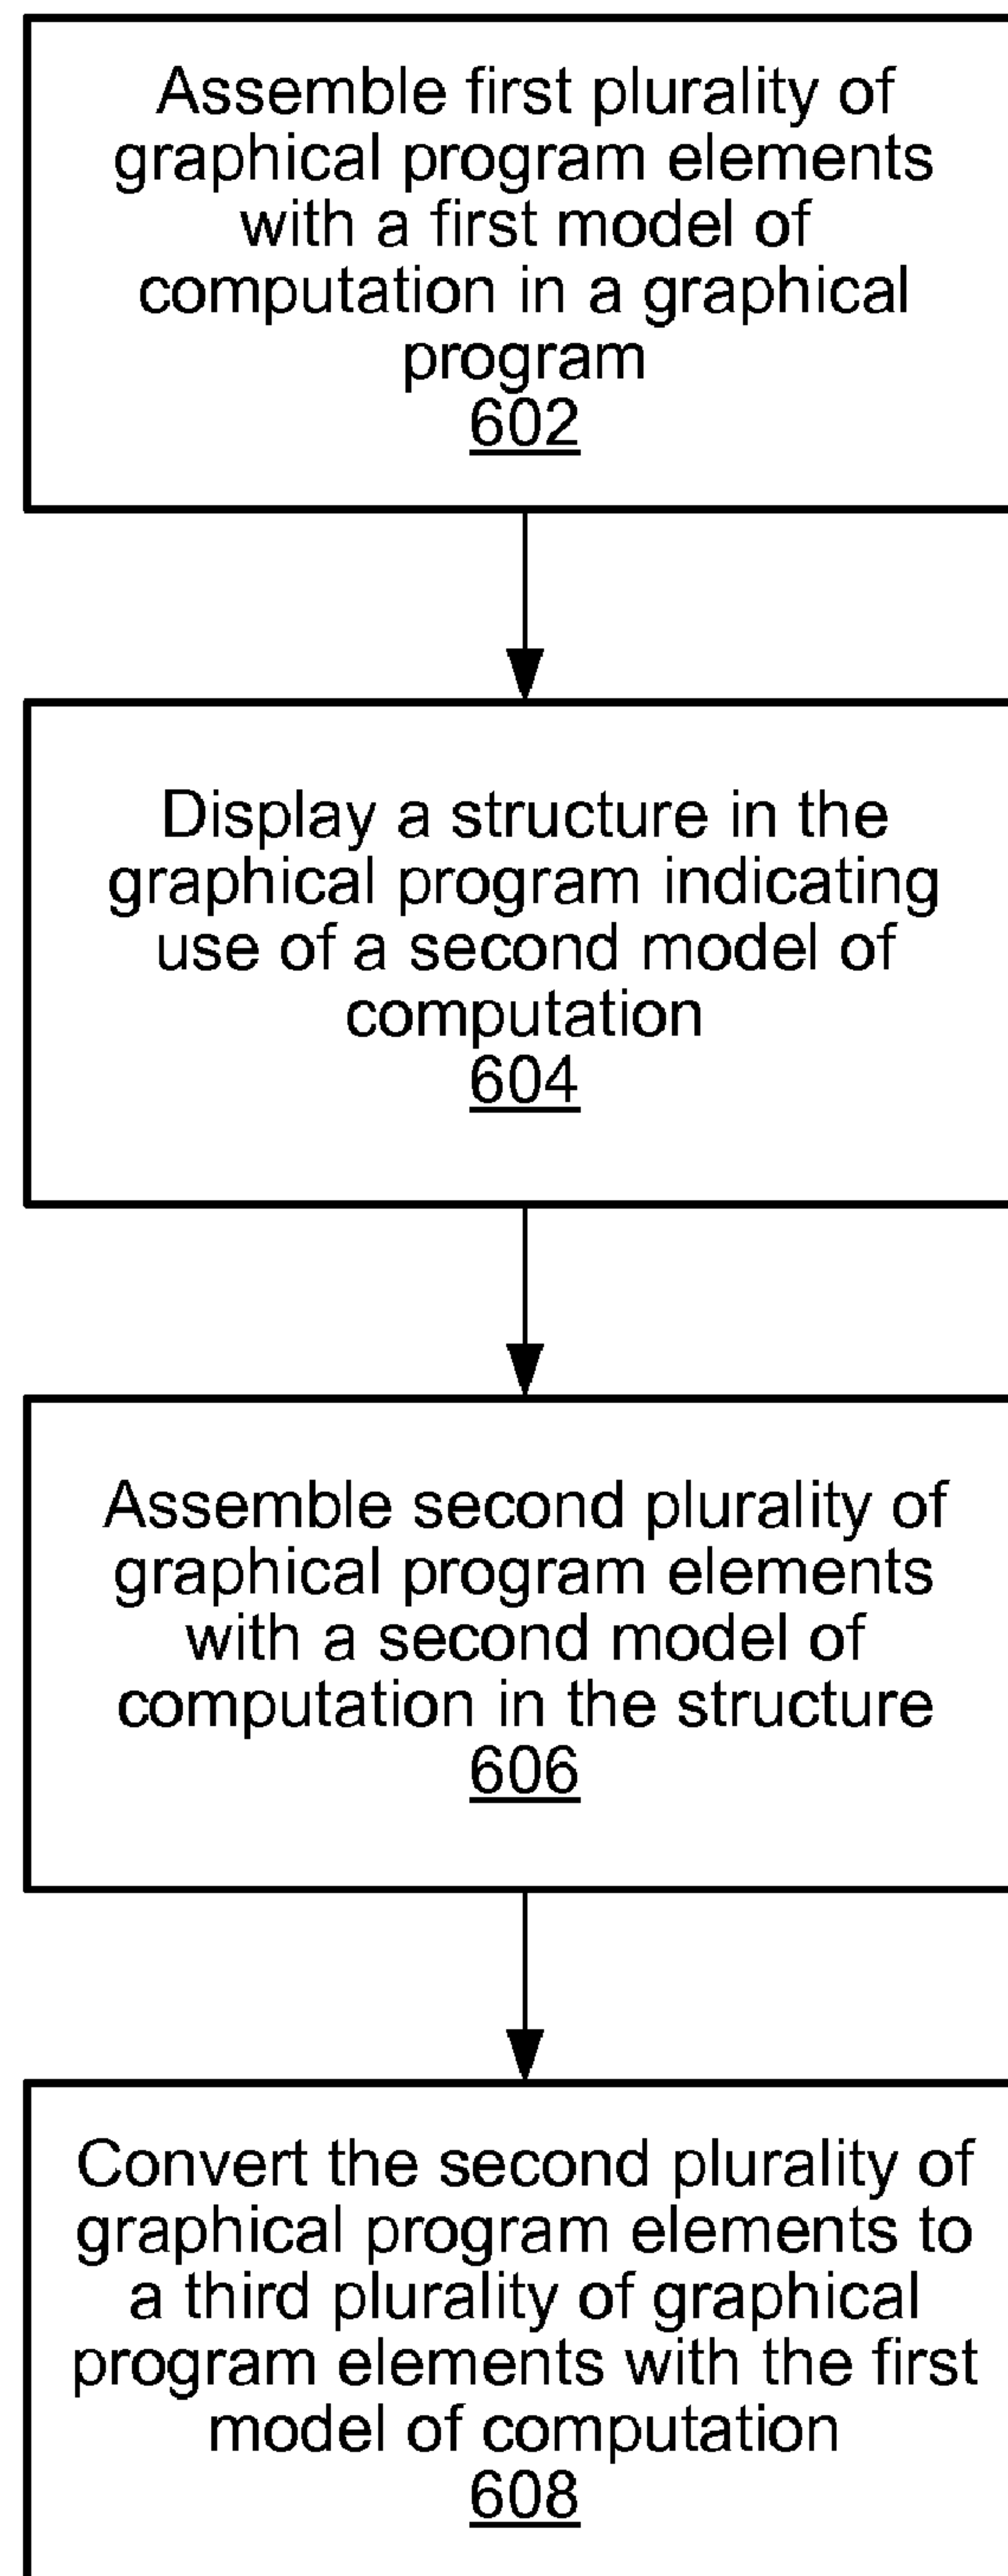 Assemble first plurality of
graphical program elements
with a first model of
computation in a graphical
program
602
Display a structure in the
graphical program indicating
use of a second model of
computation
604
Assemble second plurality of
graphical program elements
with a second model of
computation in the structure
606
Convert the second plurality of
graphical program elements to
a third plurality of graphical
program elements with the first
model of computation
608